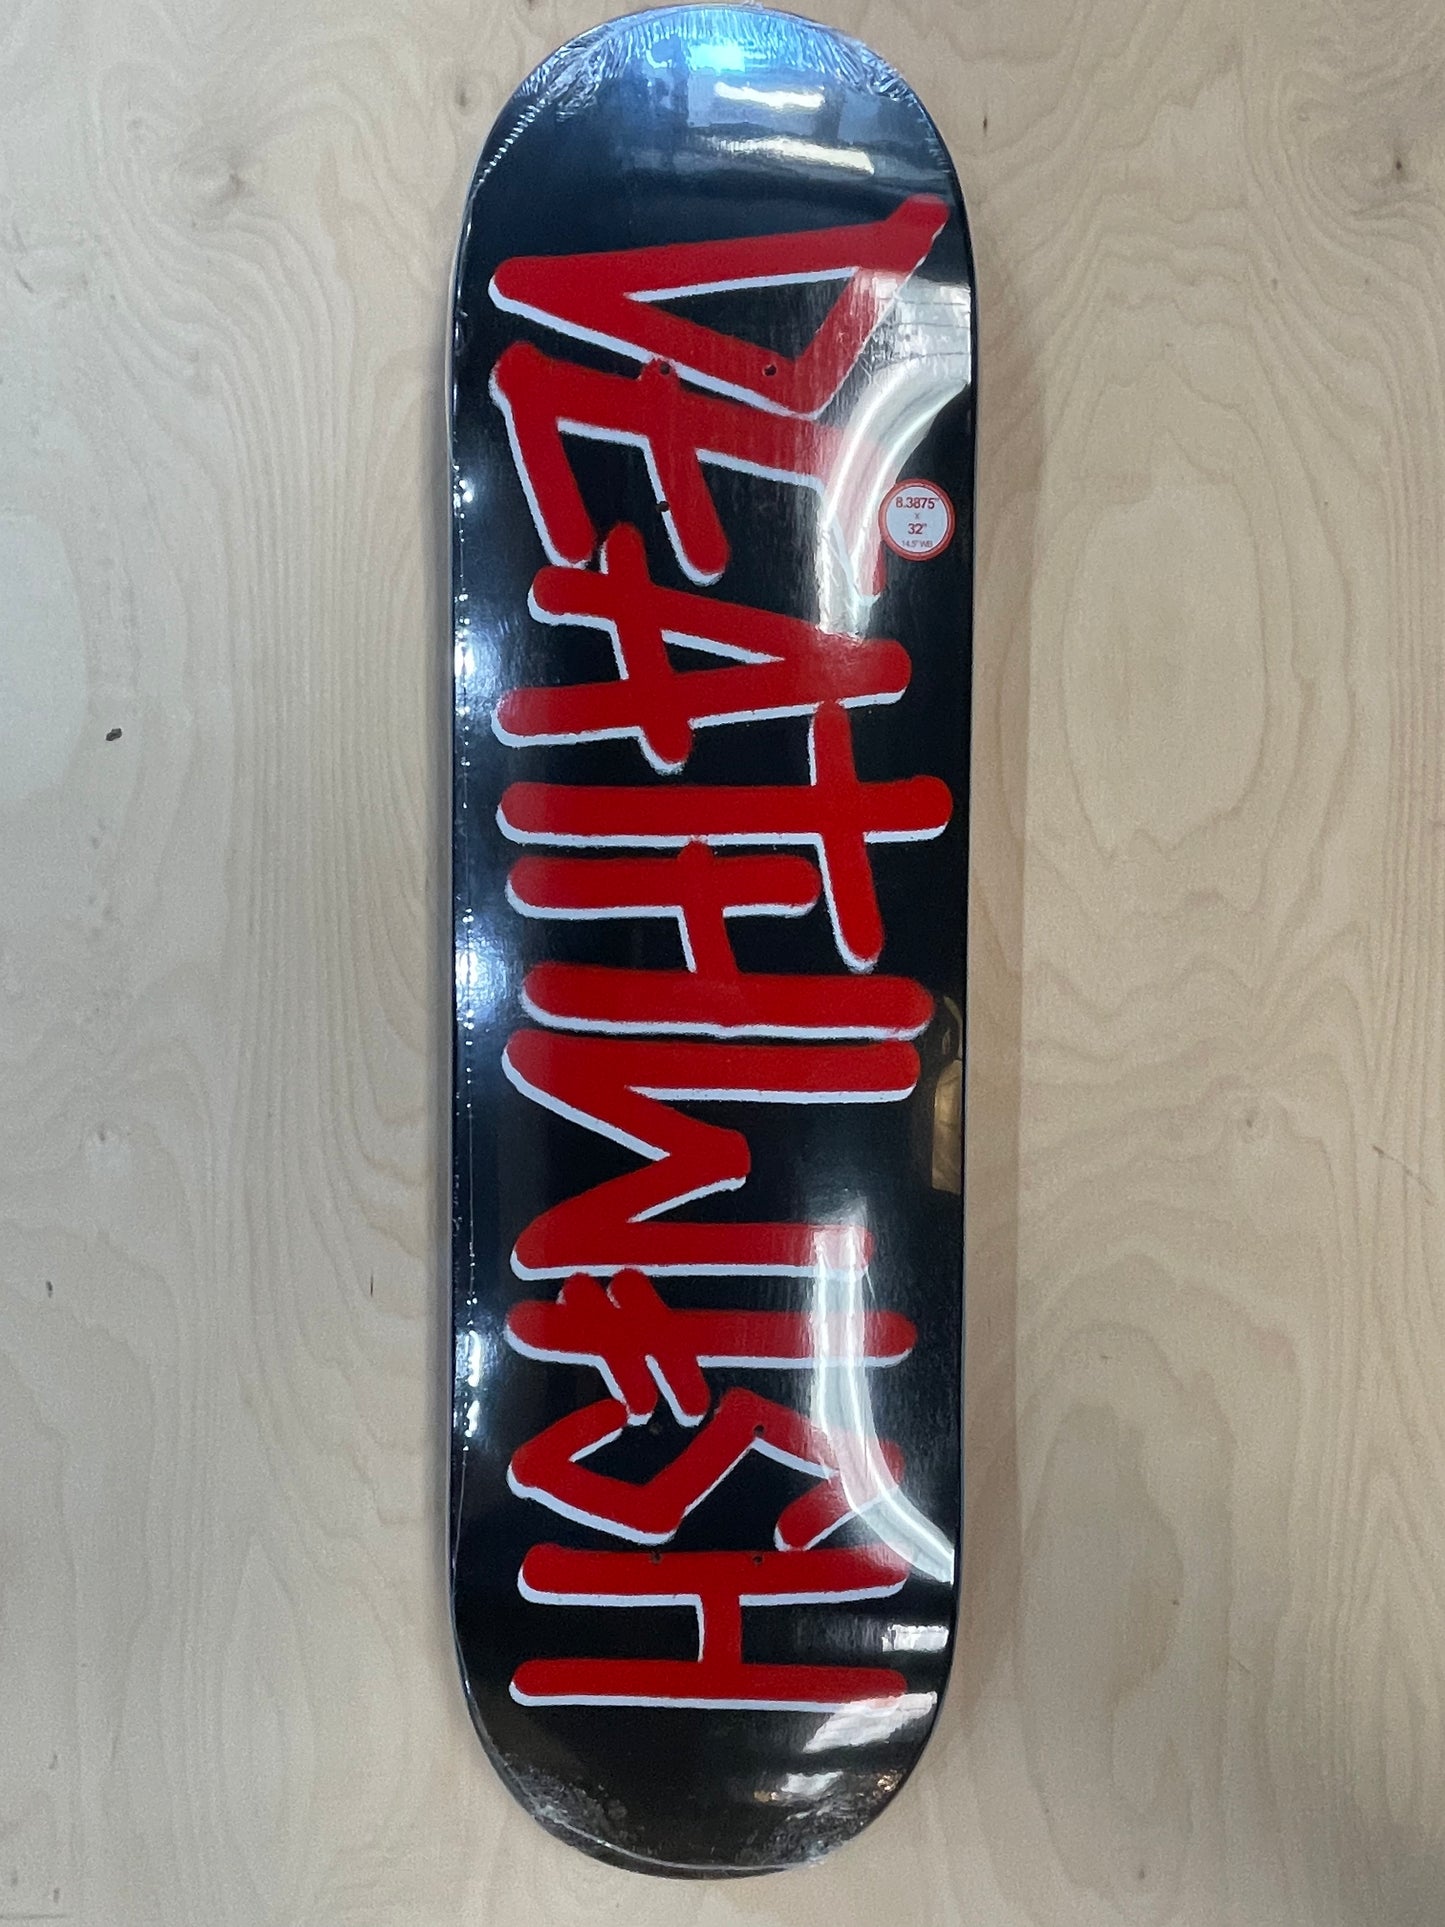 DEATHWISH
8.3875"
x
32"
14.5" WB